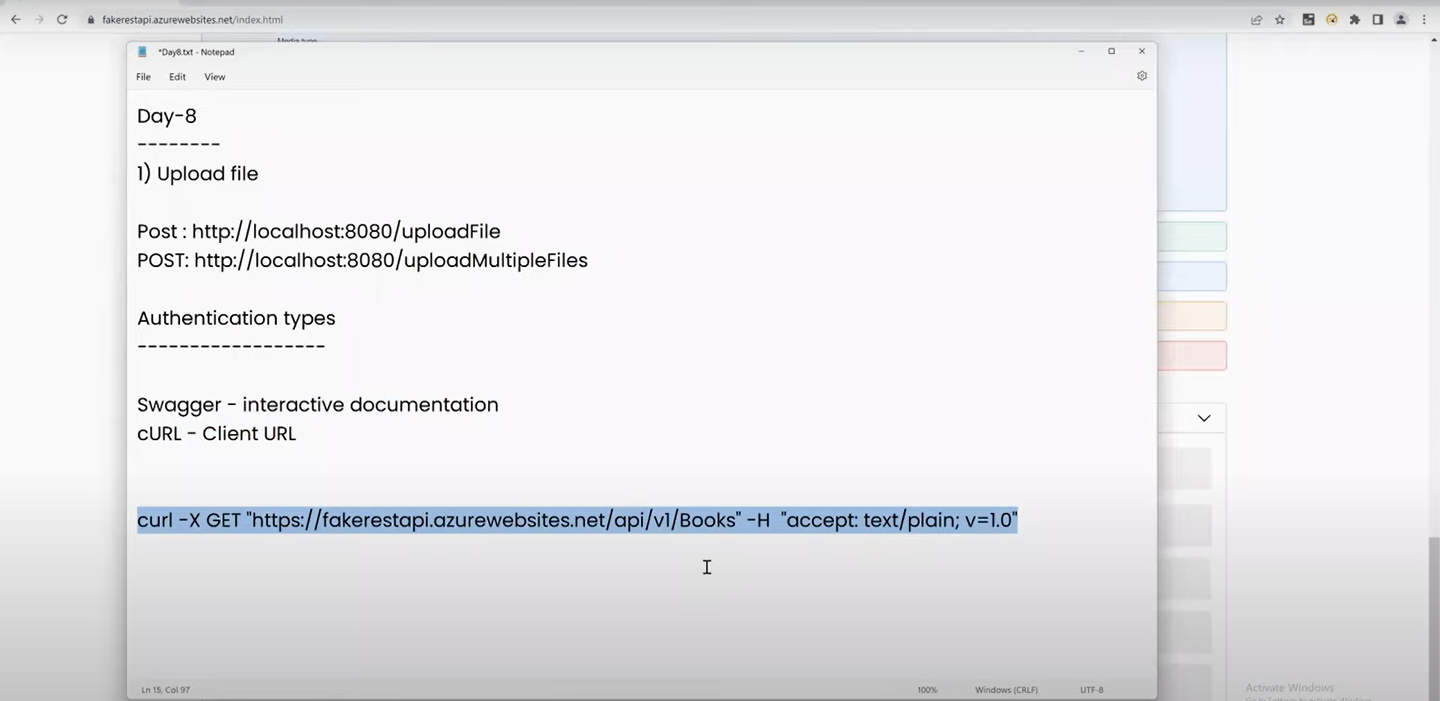 fakerestapi.azurewebsites.net/index.html
Media type
*Day8.txt - Notepad
File Edit View
Day-8
--------
1) Upload file
Post : http://localhost:8080/uploadFile
POST: http://localhost:8080/uploadMultipleFiles
Authentication types
------------------
Swagger - interactive documentation
cURL - Client URL
curl -X GET "https://fakerestapi.azurewebsites.net/api/v1/Books" -H  "accept: text/plain; v=1.0"
Ln 15, Col 97 100% Windows (CRLF) UTF-8
Activate Windows